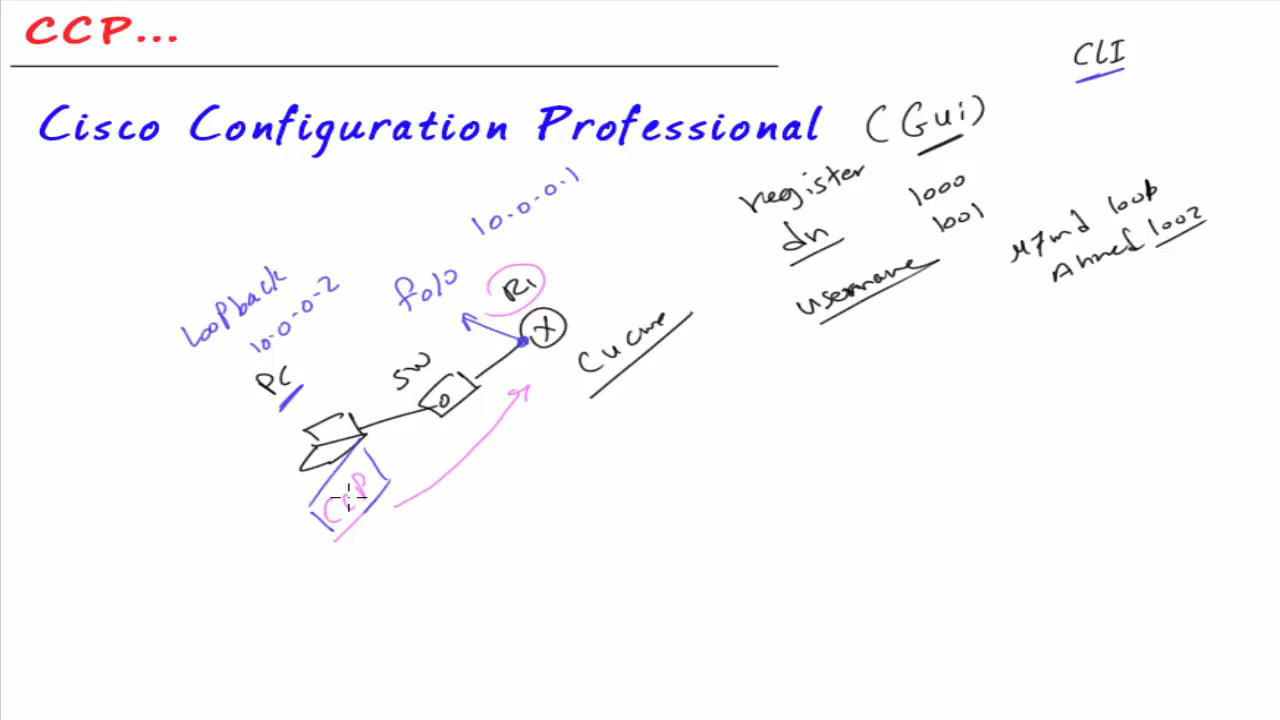 CCP...
CLI
Cisco Configuration Professional (Gui)
register
1000
dn
1001
username
Ahmed 1002
10.0.0.1
Loopback
10.0.0.2
fo/0
R1
X
PC
SW
Cucme
CCP